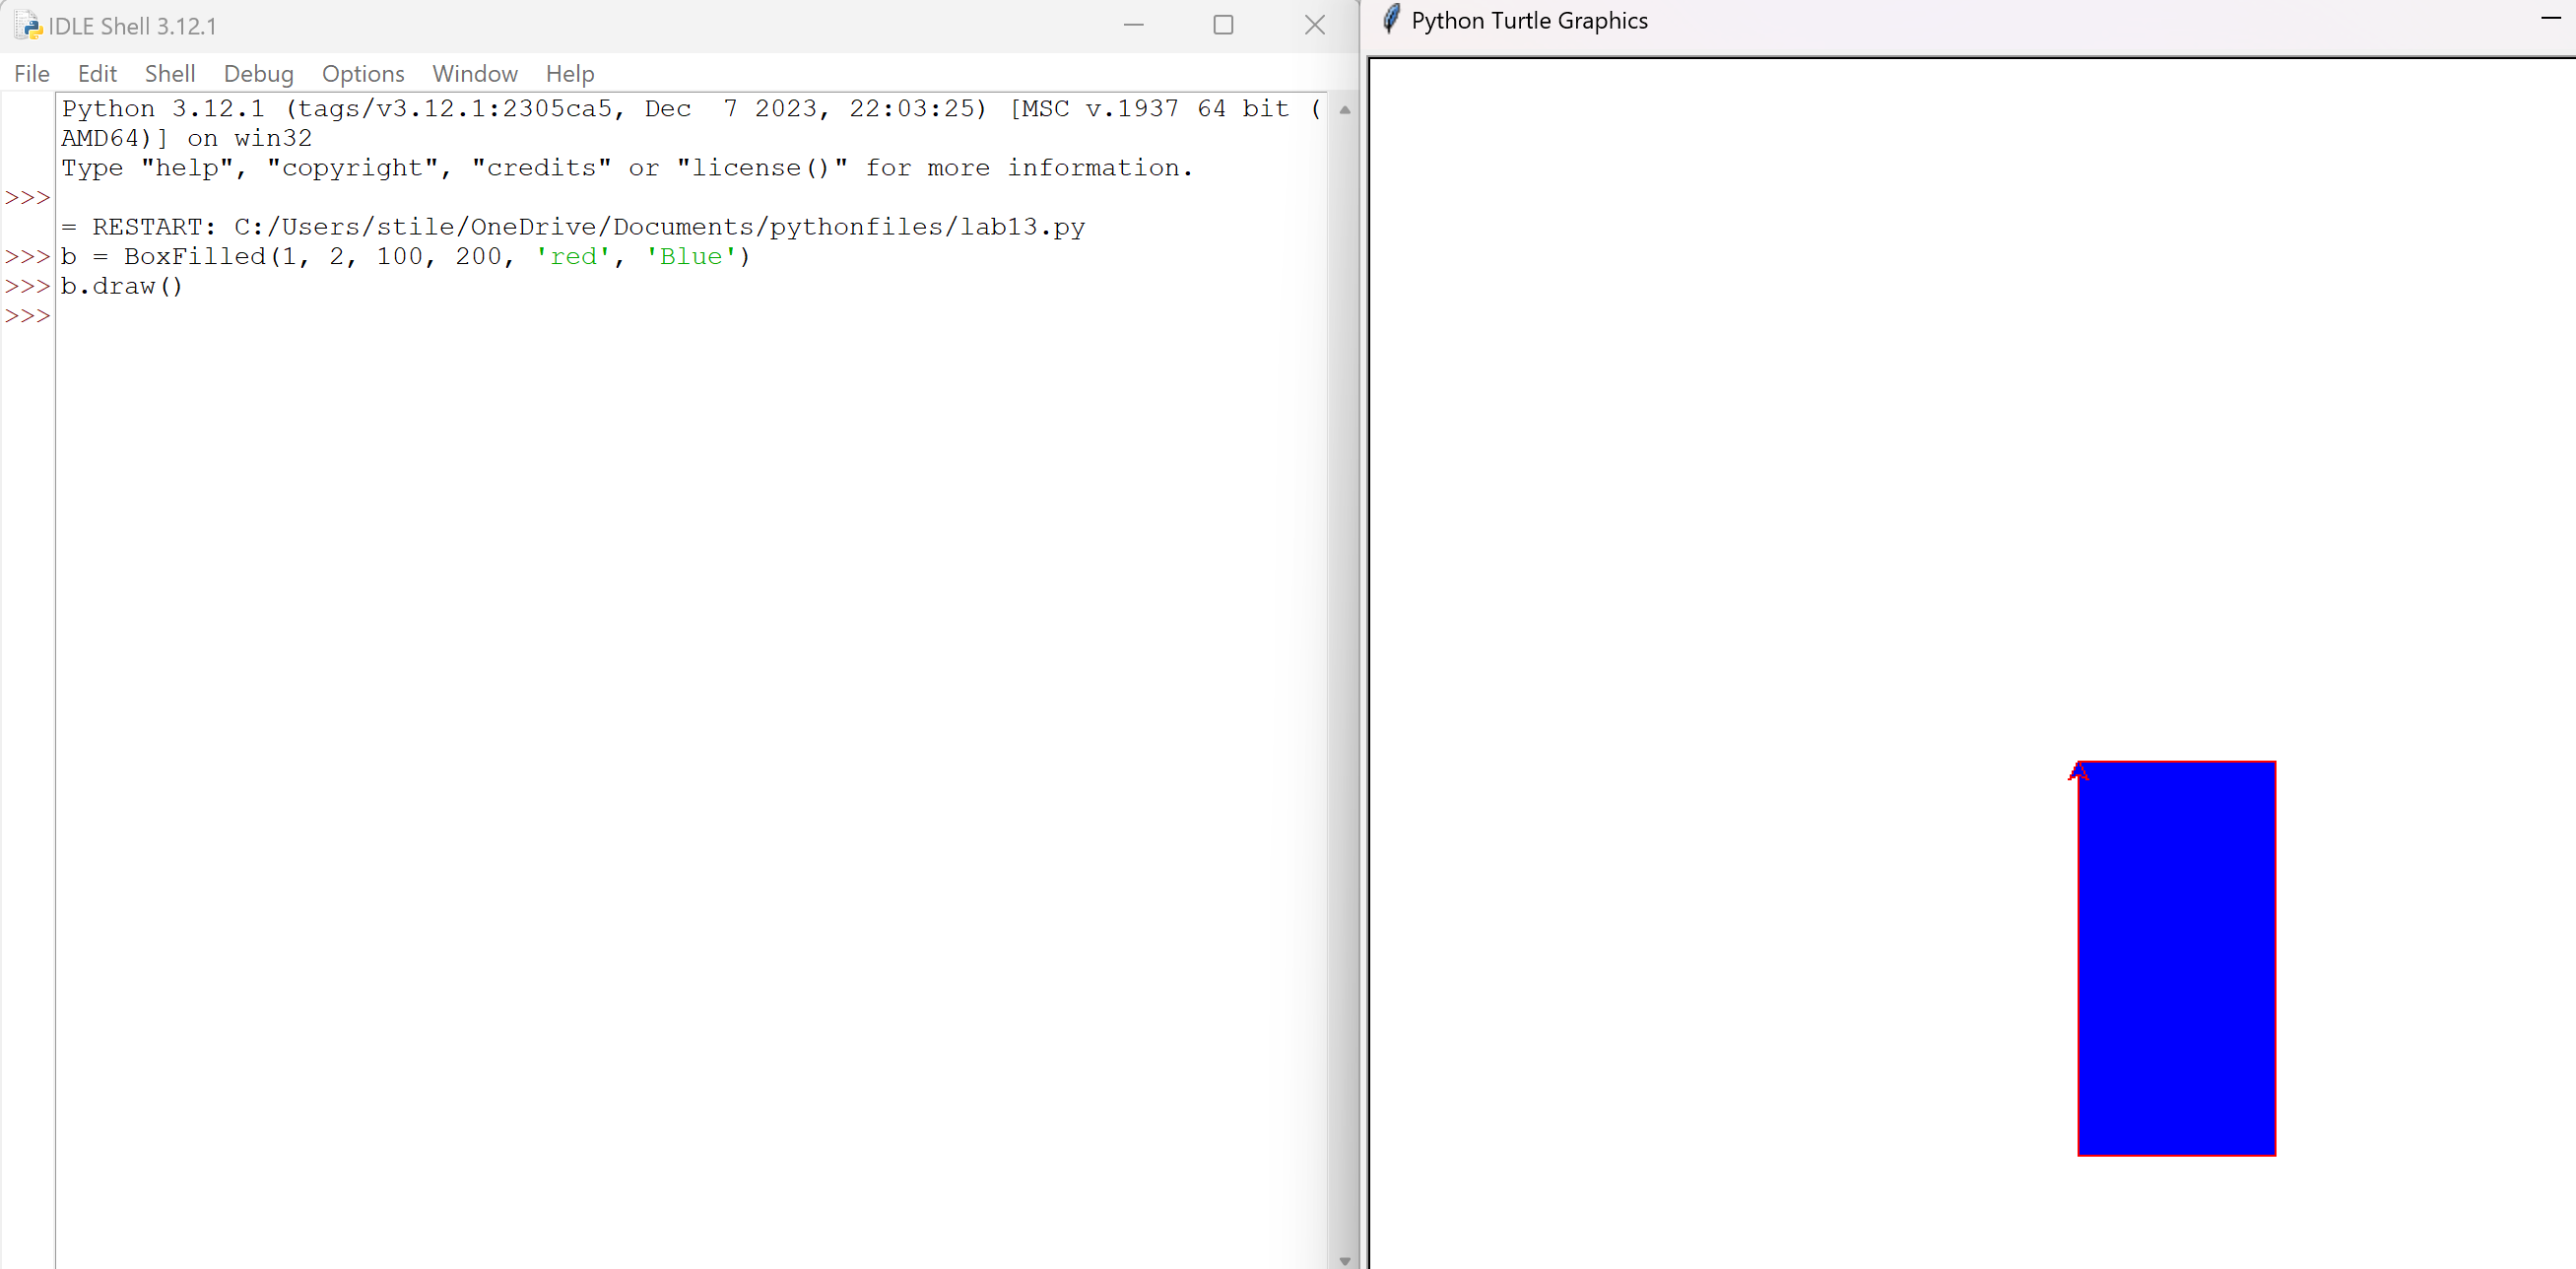 IDLE Shell 3.12.1
File Edit Shell Debug Options Window Help
Python 3.12.1 (tags/v3.12.1:2305ca5, Dec  7 2023, 22:03:25) [MSC v.1937 64 bit (
AMD64)] on win32
Type "help", "copyright", "credits" or "license()" for more information.
>>>
= RESTART: C:/Users/stile/OneDrive/Documents/pythonfiles/lab13.py
>>> b = BoxFilled(1, 2, 100, 200, 'red', 'Blue')
>>> b.draw()
>>>
Python Turtle Graphics